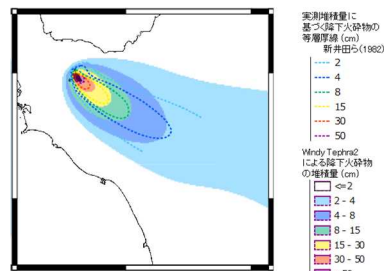 実測堆積量に
基づく降下火砕物の
等層厚線 (cm)
新井田ら(1982)
2
4
8
15
30
50
Windy Tephra2
による降下火砕物
の堆積量 (cm)
<=2
2 - 4
4 - 8
8 - 15
15 - 30
30 - 50